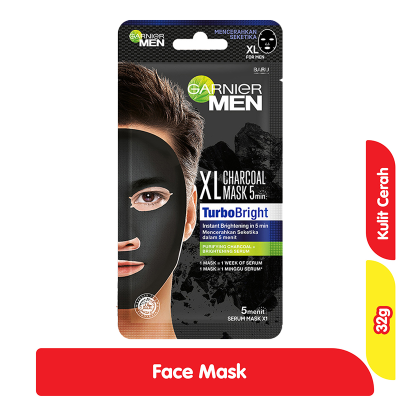 GARNIER
MEN
MENCERAHKAN
SEKETIKA
XL
FOR MEN
BARU
GARNIER
MEN
XL CHARCOAL
MASK 5min
TurboBright
Instant Brightening in 5 min
Mencerahkan Seketika
dalam 5 menit
PURIFYING CHARCOAL +
BRIGHTENING SERUM
1 MASK = 1 WEEK OF SERUM
1 MASK = 1 MINGGU SERUM*
5menit
SERUM MASK X1
Kulit Cerah
32g
Face Mask